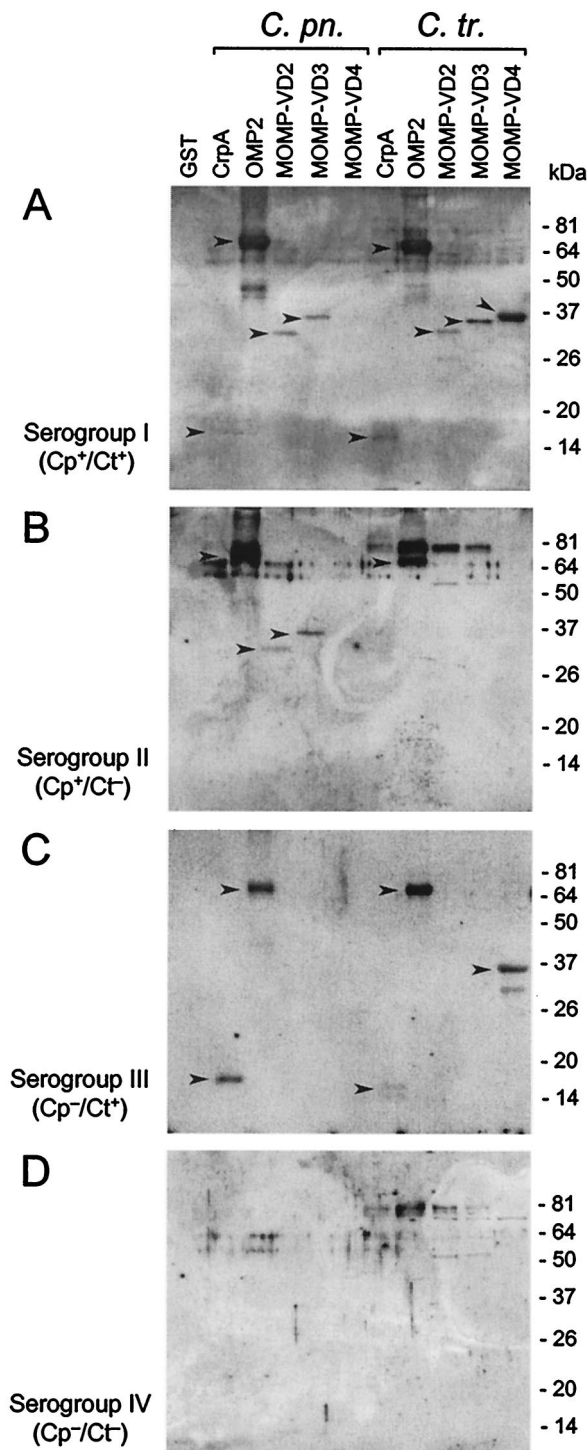 C. pn. C. tr.
GST CrpA OMP2 MOMP-VD2 MOMP-VD3 MOMP-VD4 CrpA OMP2 MOMP-VD2 MOMP-VD3 MOMP-VD4 kDa
A
- 81
- 64
- 50
- 37
- 26
- 20
- 14
Serogroup I
(Cp+/Ct+)
B
- 81
- 64
- 50
- 37
- 26
- 20
- 14
Serogroup II
(Cp+/Ct–)
C
- 81
- 64
- 50
- 37
- 26
- 20
- 14
Serogroup III
(Cp–/Ct+)
D
- 81
- 64
- 50
- 37
- 26
- 20
- 14
Serogroup IV
(Cp–/Ct–)